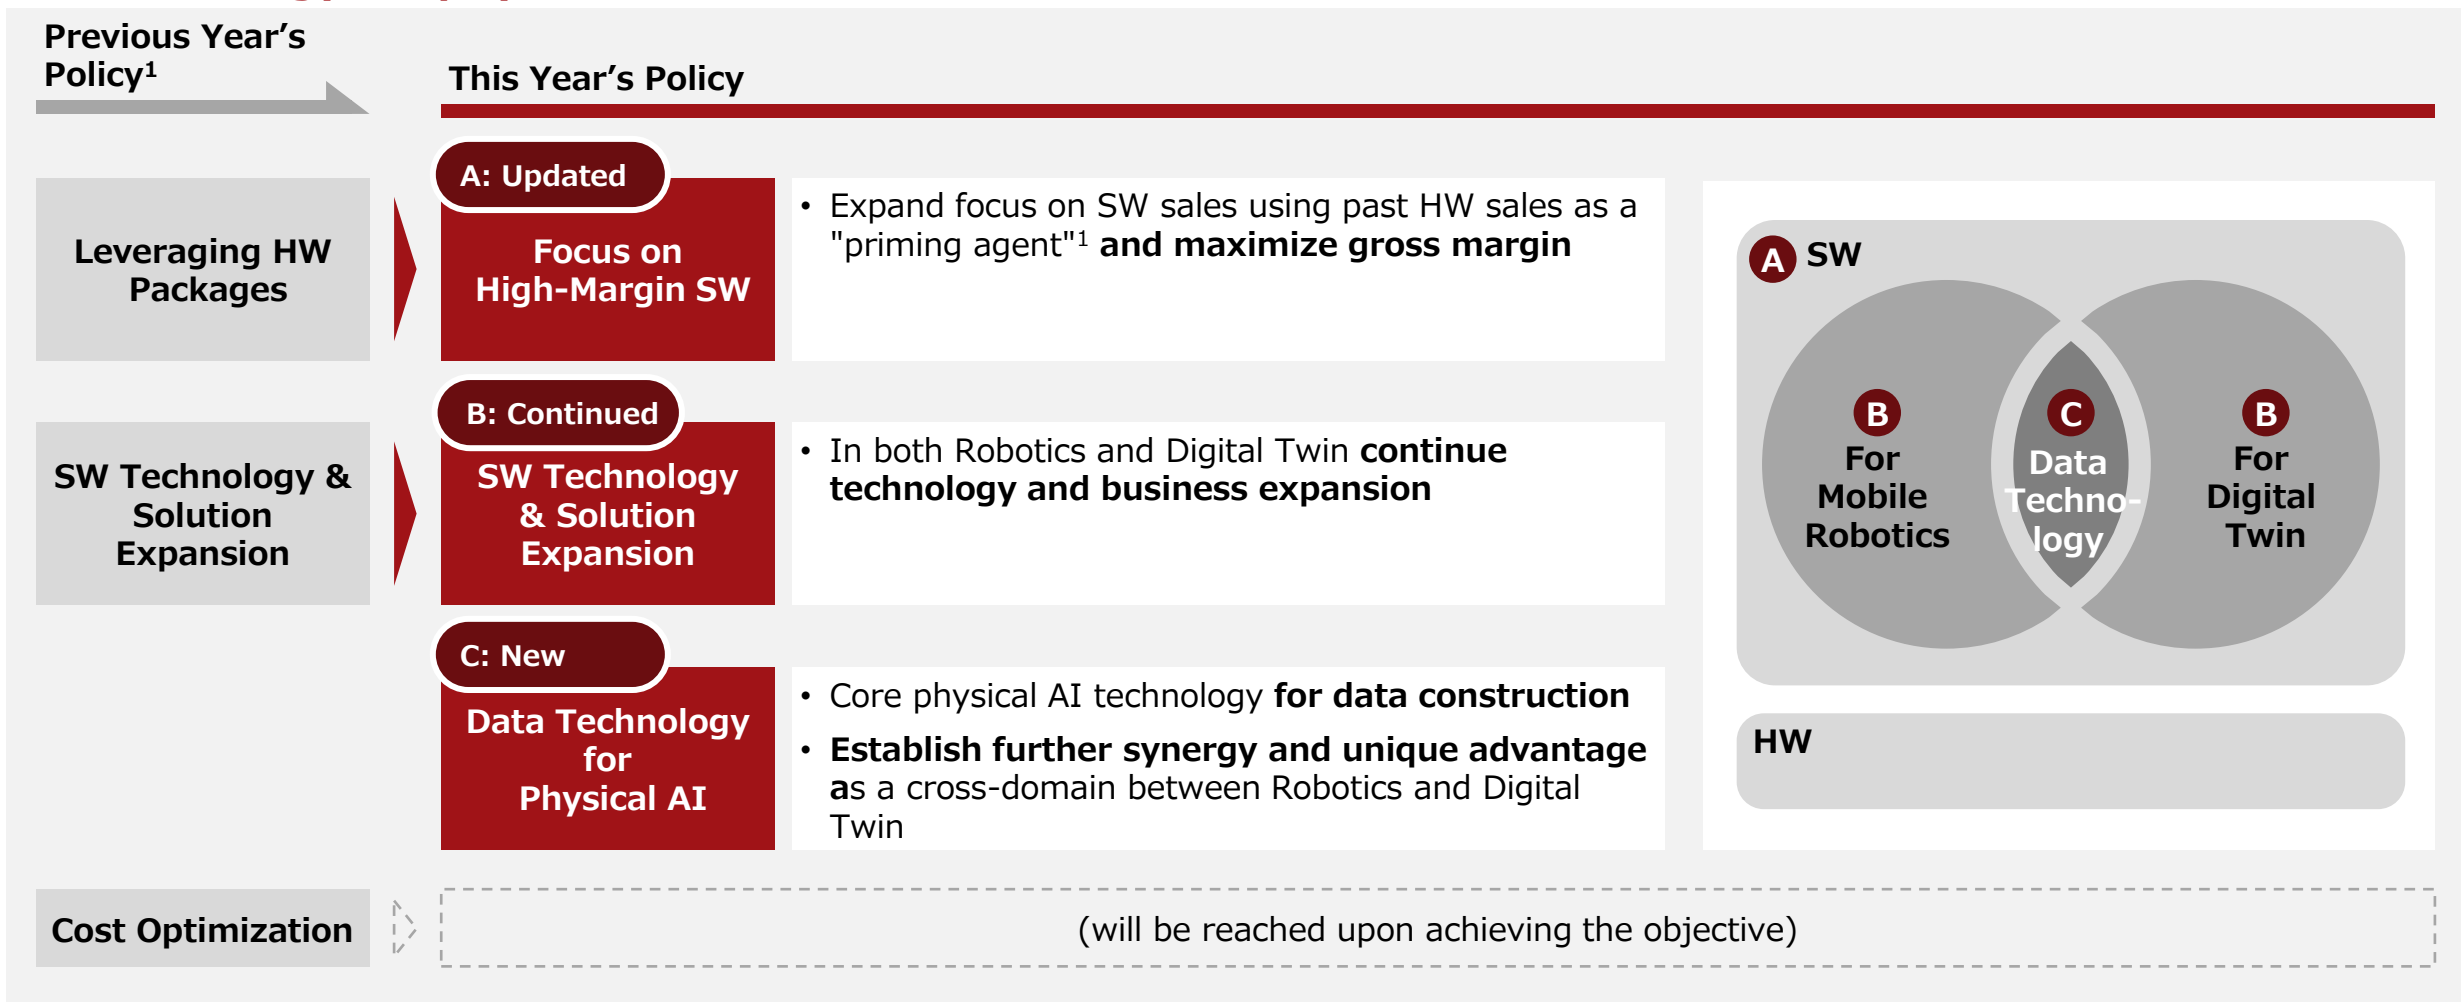 Previous Year's
Policy¹
This Year's Policy
Leveraging HW
Packages
A: Updated
Focus on
High-Margin SW
• Expand focus on SW sales using past HW sales as a
"priming agent"¹ and maximize gross margin
SW Technology &
Solution
Expansion
B: Continued
SW Technology
& Solution
Expansion
• In both Robotics and Digital Twin continue
technology and business expansion
C: New
Data Technology
for
Physical AI
• Core physical AI technology for data construction
• Establish further synergy and unique advantage
as a cross-domain between Robotics and Digital
Twin
A SW
B
For
Mobile
Robotics
C
Data
Techno-
logy
B
For
Digital
Twin
HW
Cost Optimization
(will be reached upon achieving the objective)